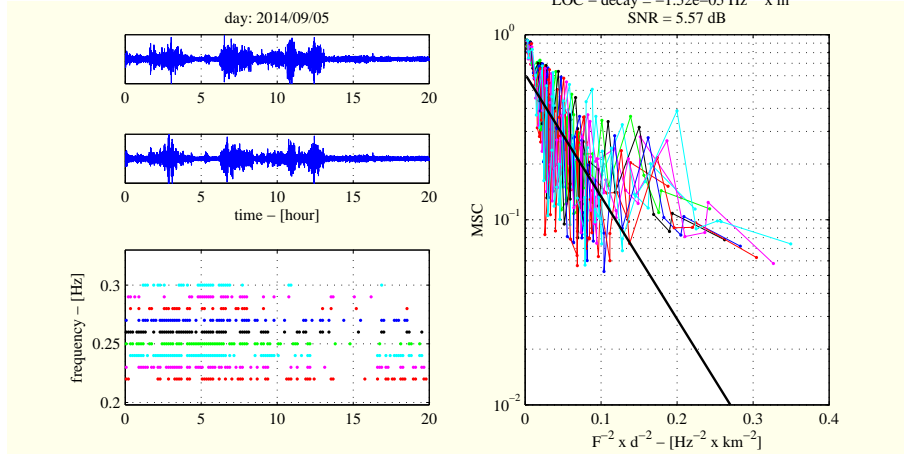 day: 2014/09/05
0 5 10 15 20
0 5 10 15 20
time – [hour]
frequency – [Hz]
0.3
0.25
0.2
0 5 10 15 20
SNR = 5.57 dB
MSC
10^0
10^-1
10^-2
0 0.1 0.2 0.3 0.4
F^-2 x d^-2 – [Hz^-2 x km^-2]